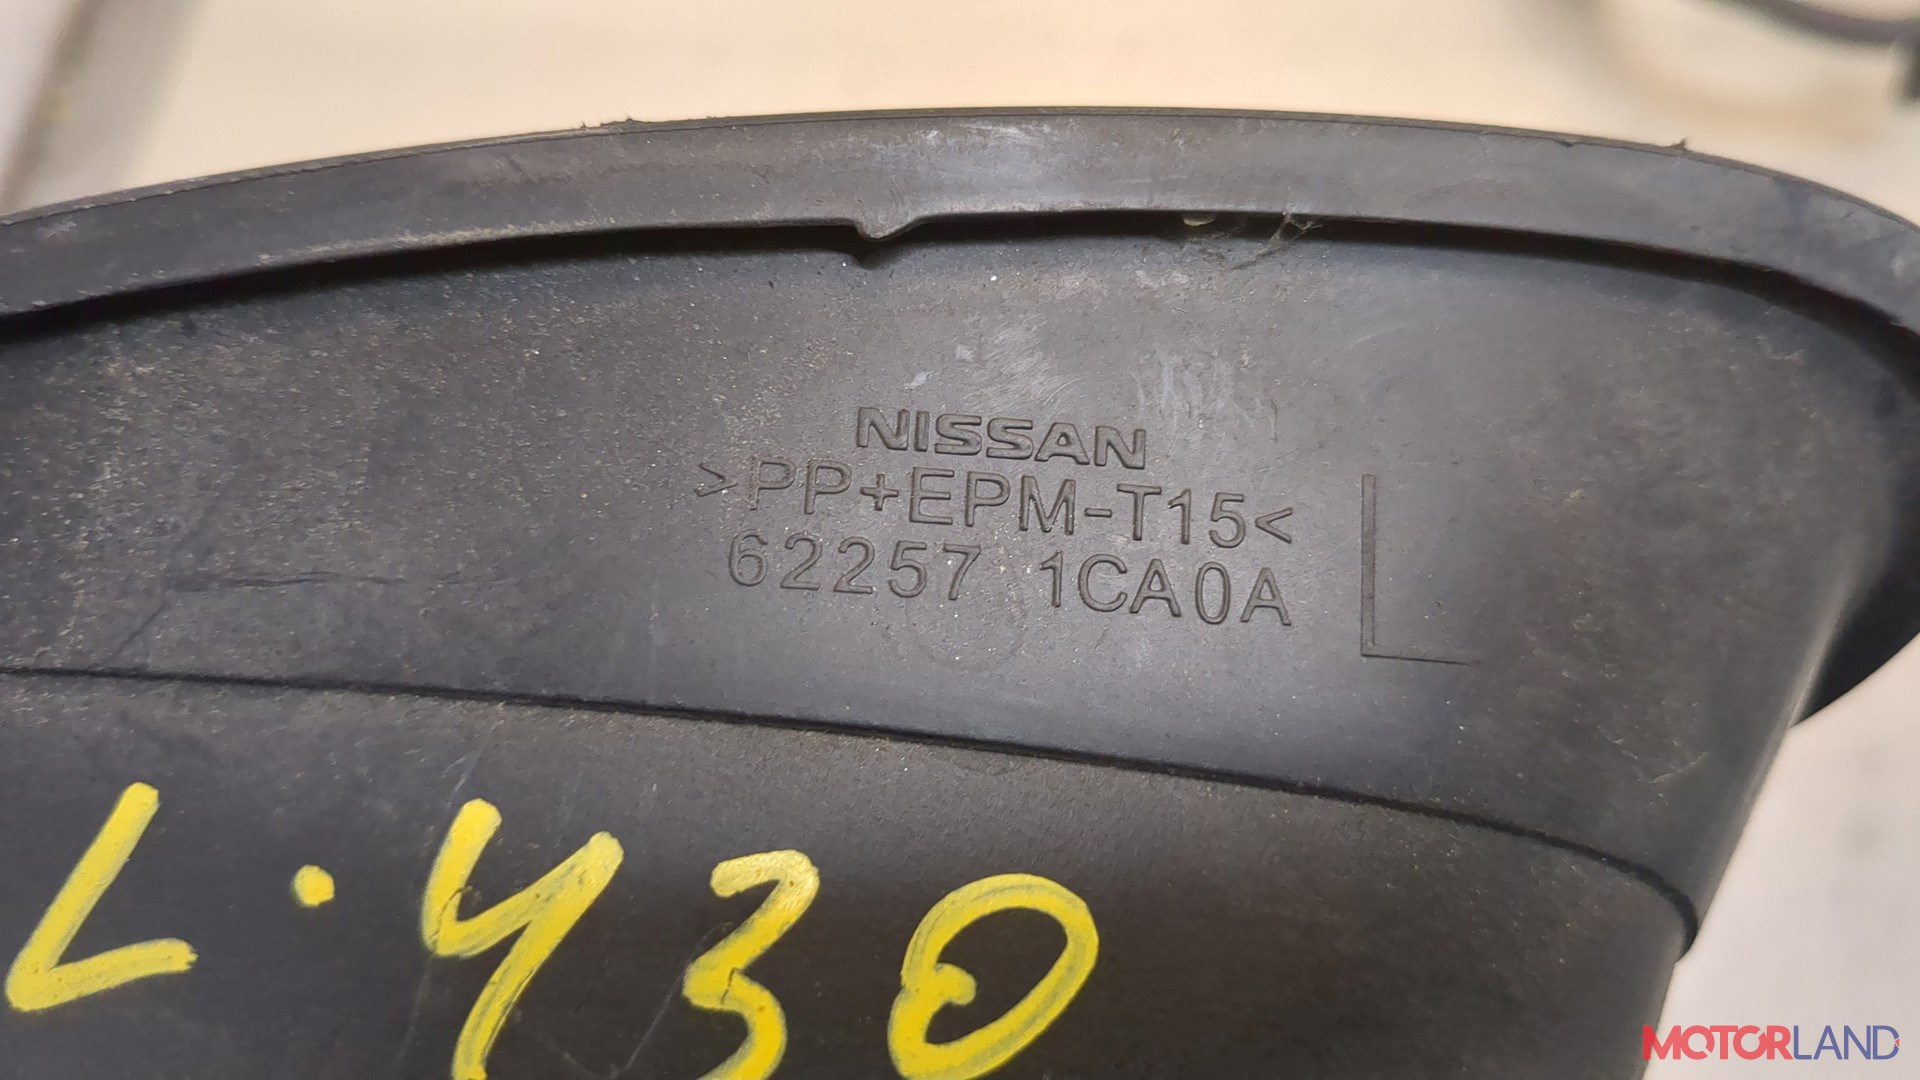 NISSAN
>PP+EPM-T15<
62257 1CA0A
L
L.430
MOTORLAND